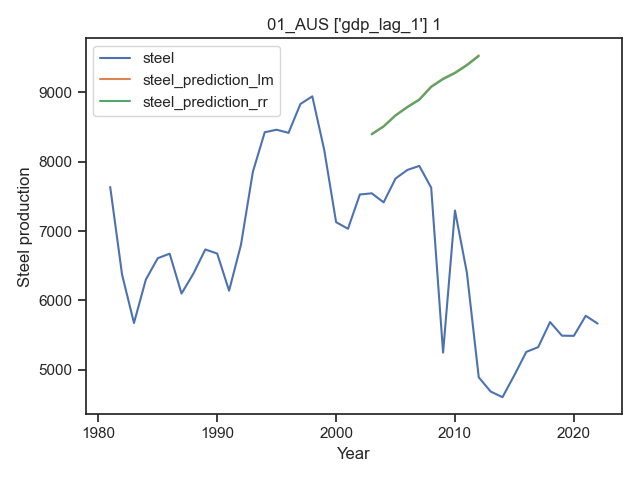 01_AUS ['gdp_lag_1'] 1
steel
steel_prediction_lm
steel_prediction_rr
Steel production
9000
8000
7000
6000
5000
1980
1990
2000
2010
2020
Year